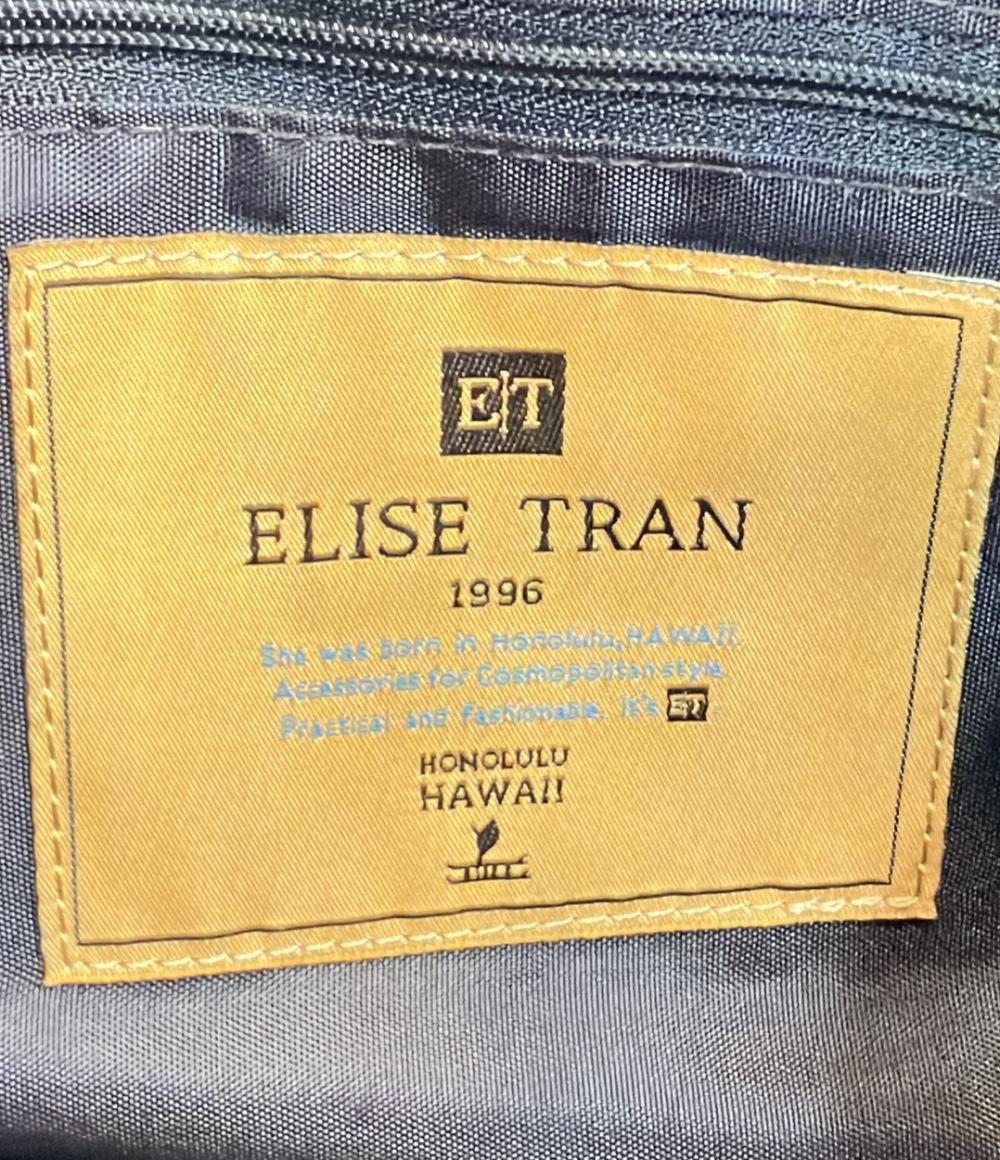 E|T
ELISE TRAN
1996
She was born in Honolulu, HAWAII.
Accessories for Cosmopolitan style.
Practical and Fashionable. It's ET.
HONOLULU
HAWAII